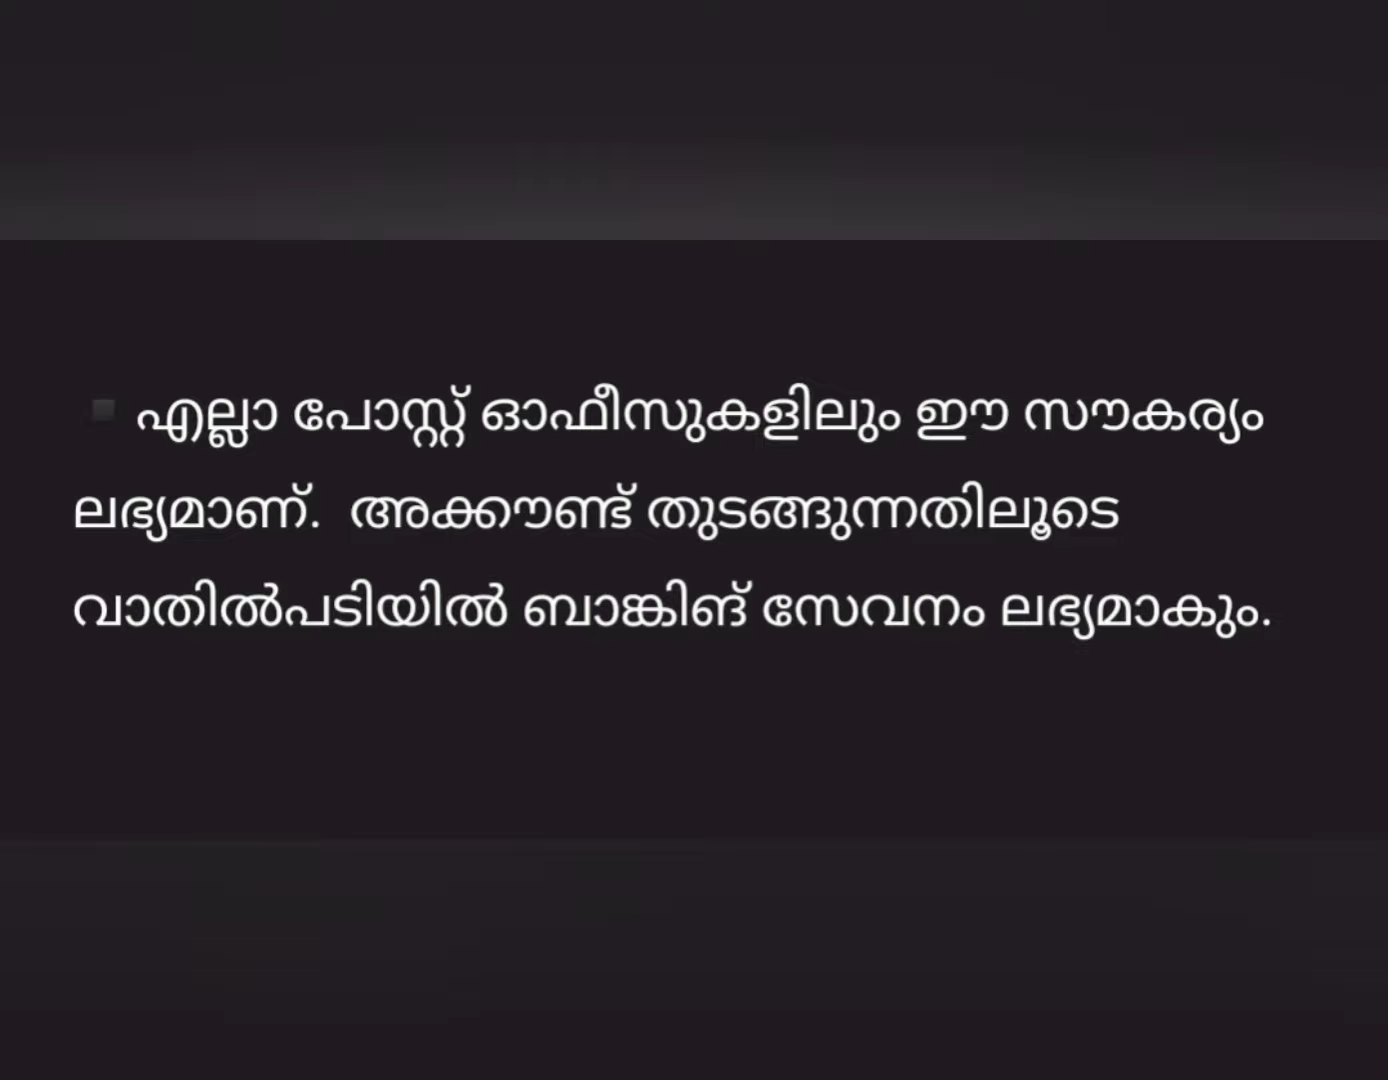 ▪ എല്ലാ പോസ്റ്റ് ഓഫീസുകളിലും ഈ സൗകര്യം
ലഭ്യമാണ്. അക്കൗണ്ട് തുടങ്ങുന്നതിലൂടെ
വാതിൽപടിയിൽ ബാങ്കിങ് സേവനം ലഭ്യമാകും.